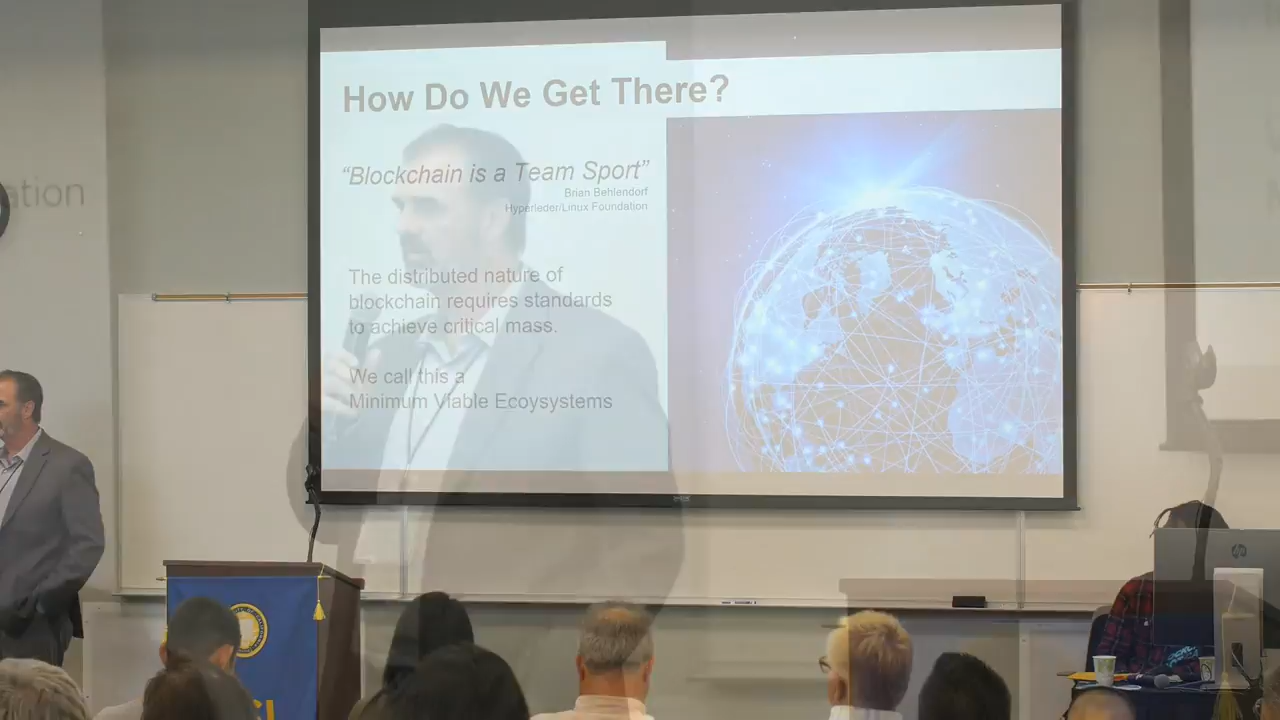 How Do We Get There?
“Blockchain is a Team Sport”
Brian Behlendorf
Hyperleder/Linux Foundation
The distributed nature of
blockchain requires standards
to achieve critical mass.
We call this a
Minimum Viable Ecoysystems
ation
hp